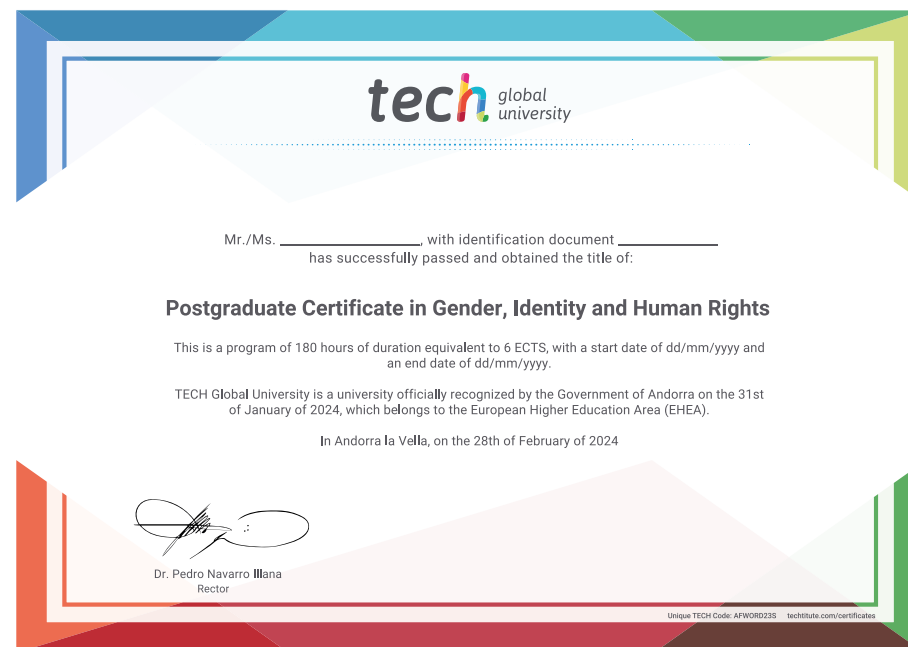 tech global
university
Mr./Ms. ____________, with identification document ____________
has successfully passed and obtained the title of:
Postgraduate Certificate in Gender, Identity and Human Rights
This is a program of 180 hours of duration equivalent to 6 ECTS, with a start date of dd/mm/yyyy and
an end date of dd/mm/yyyy.
TECH Global University is a university officially recognized by the Government of Andorra on the 31st
of January of 2024, which belongs to the European Higher Education Area (EHEA).
In Andorra la Vella, on the 28th of February of 2024
Dr. Pedro Navarro Illana
Rector
Unique TECH Code: AFWORD23S techtitute.com/certificates